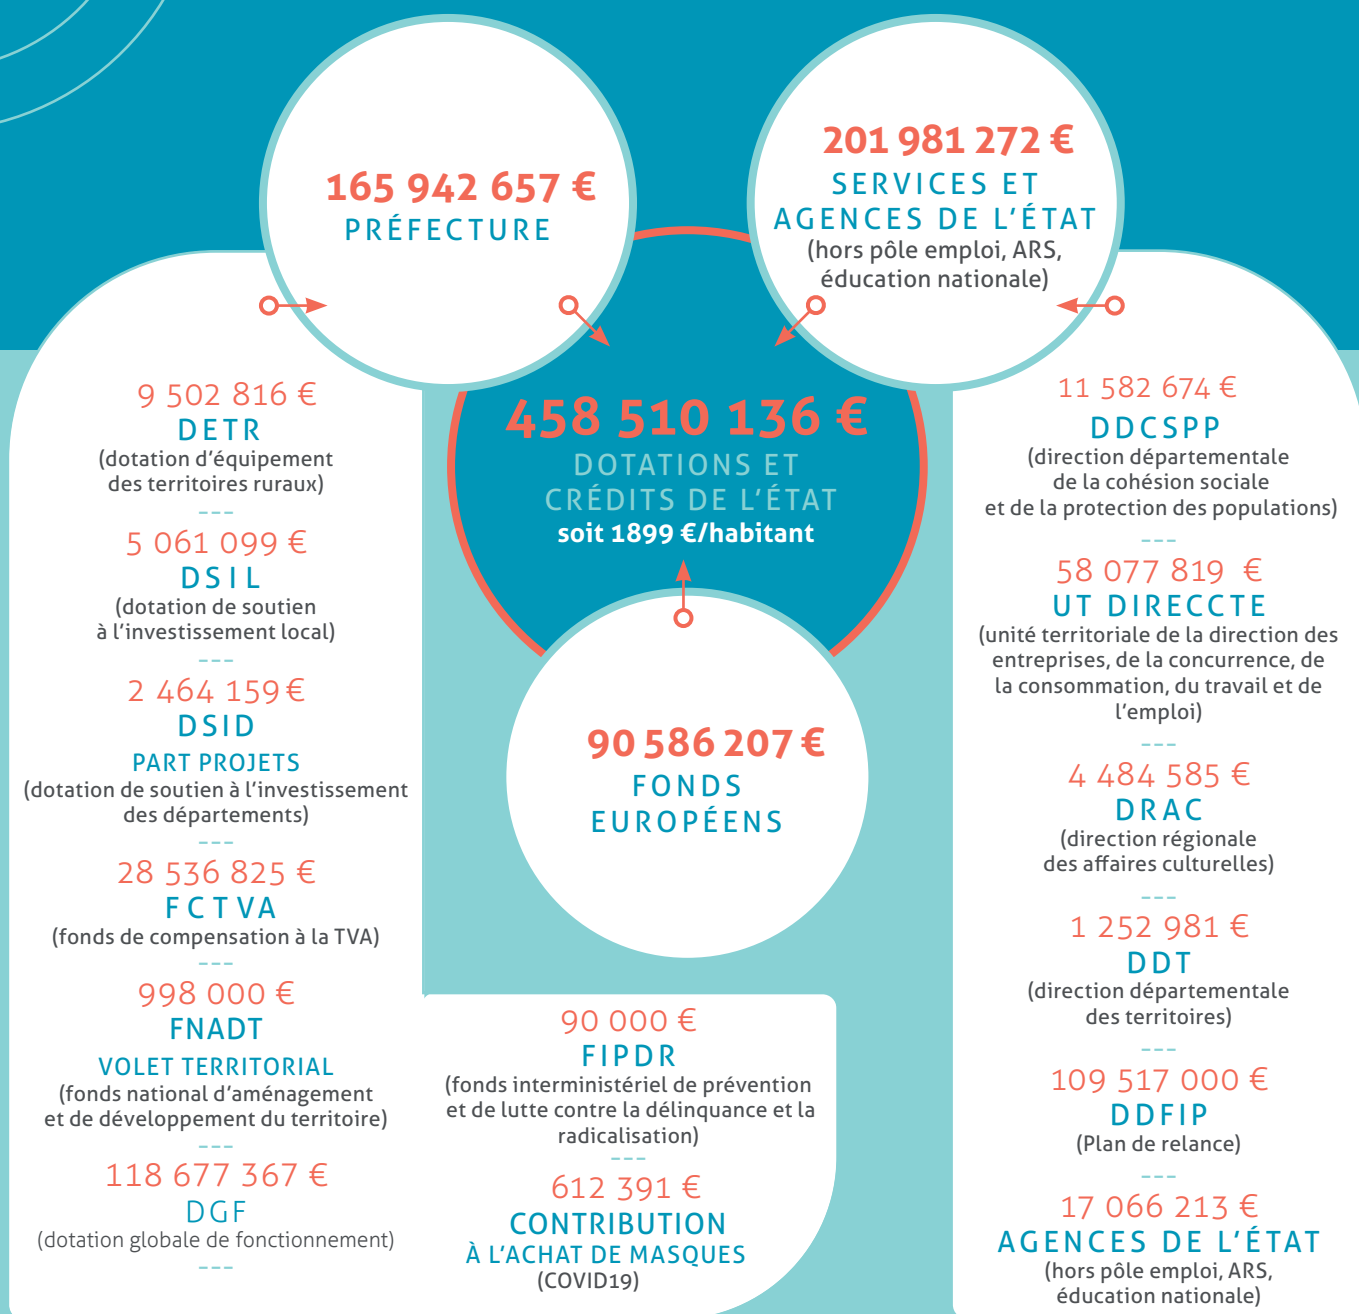 165 942 657 €
PRÉFECTURE
201 981 272 €
SERVICES ET
AGENCES DE L'ÉTAT
(hors pôle emploi, ARS,
éducation nationale)
458 510 136 €
DOTATIONS ET
CRÉDITS DE L'ÉTAT
soit 1899 €/habitant
90 586 207 €
FONDS
EUROPÉENS
9 502 816 €
DETR
(dotation d'équipement
des territoires ruraux)
---
5 061 099 €
DSIL
(dotation de soutien
à l'investissement local)
---
2 464 159 €
DSID
PART PROJETS
(dotation de soutien à l'investissement
des départements)
---
28 536 825 €
FCTVA
(fonds de compensation à la TVA)
---
998 000 €
FNADT
VOLET TERRITORIAL
(fonds national d'aménagement
et de développement du territoire)
---
118 677 367 €
DGF
(dotation globale de fonctionnement)
---
90 000 €
FIPDR
(fonds interministériel de prévention
et de lutte contre la délinquance et la
radicalisation)
---
612 391 €
CONTRIBUTION
À L'ACHAT DE MASQUES
(COVID19)
11 582 674 €
DDCSPP
(direction départementale
de la cohésion sociale
et de la protection des populations)
---
58 077 819 €
UT DIRECCTE
(unité territoriale de la direction des
entreprises, de la concurrence, de
la consommation, du travail et de
l'emploi)
---
4 484 585 €
DRAC
(direction régionale
des affaires culturelles)
---
1 252 981 €
DDT
(direction départementale
des territoires)
---
109 517 000 €
DDFIP
(Plan de relance)
---
17 066 213 €
AGENCES DE L'ÉTAT
(hors pôle emploi, ARS,
éducation nationale)